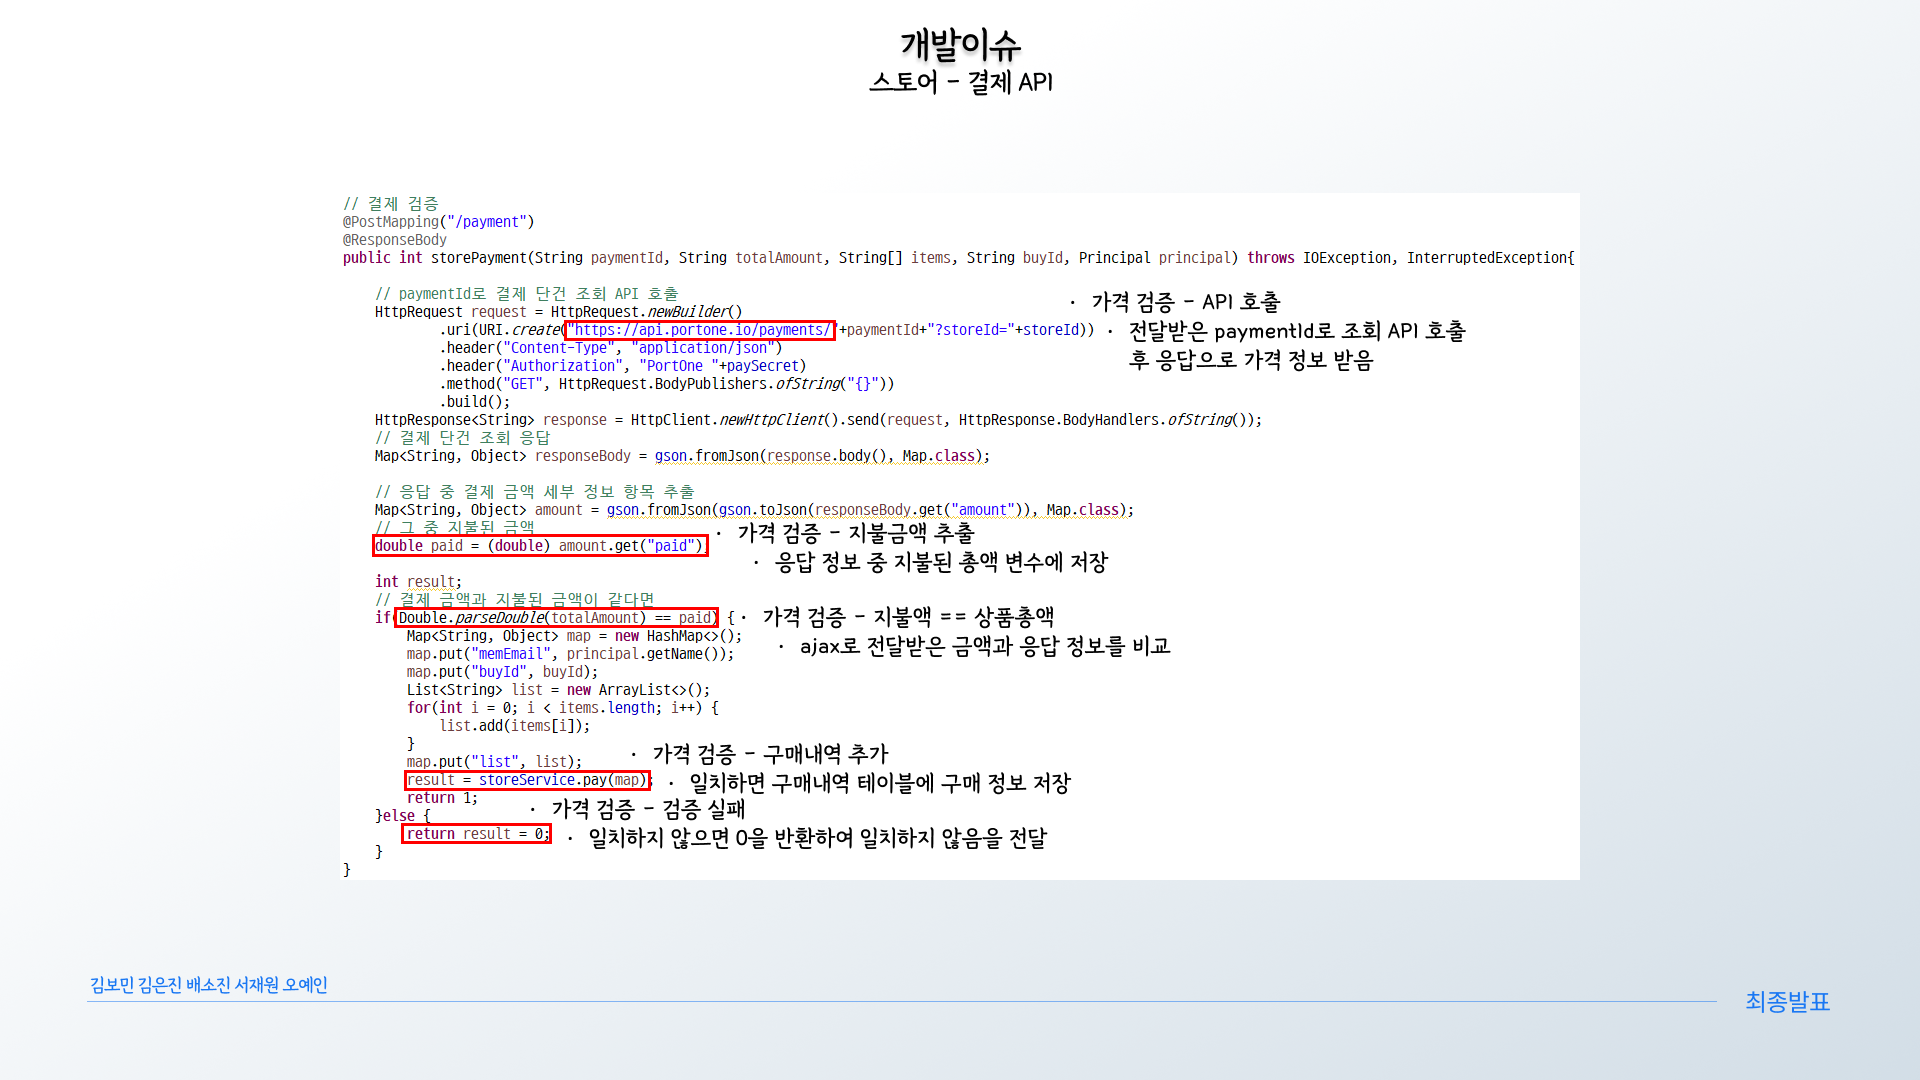 개발이슈
스토어 - 결제 API
// 결제 검증
@PostMapping("/payment")
@ResponseBody
public int storePayment(String paymentId, String totalAmount, String[] items, String buyId, Principal principal) throws IOException, InterruptedException{
// paymentId로 결제 단건 조회 API 호출
HttpRequest request = HttpRequest.newBuilder()
.uri(URI.create("https://api.portone.io/payments/"+paymentId+"?storeId="+storeId))
.header("Content-Type", "application/json")
.header("Authorization", "PortOne "+paySecret)
.method("GET", HttpRequest.BodyPublishers.ofString("{}"))
.build();
· 가격 검증 - API 호출
· 전달받은 paymentId로 조회 API 호출
후 응답으로 가격 정보 받음
HttpResponse<String> response = HttpClient.newHttpClient().send(request, HttpResponse.BodyHandlers.ofString());
// 결제 단건 조회 응답
Map<String, Object> responseBody = gson.fromJson(response.body(), Map.class);
// 응답 중 결제 금액 세부 정보 항목 추출
Map<String, Object> amount = gson.fromJson(gson.toJson(responseBody.get("amount")), Map.class);
// 그 중 지불된 금액
double paid = (double) amount.get("paid");
· 가격 검증 - 지불금액 추출
· 응답 정보 중 지불된 총액 변수에 저장
int result;
// 결제 금액과 지불된 금액이 같다면
if(Double.parseDouble(totalAmount) == paid) {
· 가격 검증 - 지불액 == 상품총액
· ajax로 전달받은 금액과 응답 정보를 비교
Map<String, Object> map = new HashMap<>();
map.put("memEmail", principal.getName());
map.put("buyId", buyId);
List<String> list = new ArrayList<>();
for(int i = 0; i < items.length; i++) {
list.add(items[i]);
}
map.put("list", list);
result = storeService.pay(map);
return 1;
· 가격 검증 - 구매내역 추가
· 일치하면 구매내역 테이블에 구매 정보 저장
}else {
return result = 0;
· 가격 검증 - 검증 실패
· 일치하지 않으면 0을 반환하여 일치하지 않음을 전달
}
}
김보민 김은진 배소진 서재원 오예인
최종발표